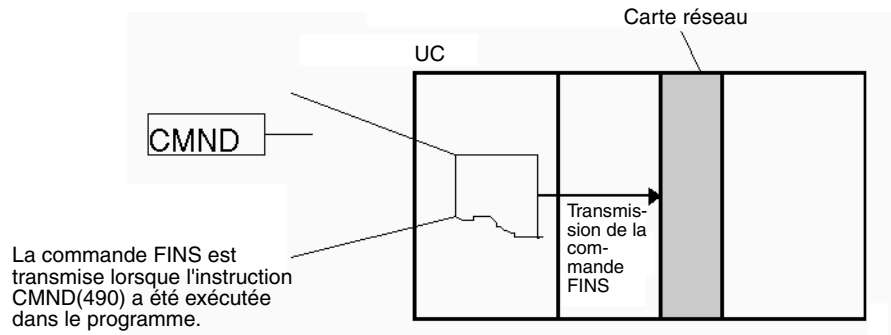 Carte réseau
UC
CMND
Transmis-
sion de la
com-
mande
FINS
La commande FINS est
transmise lorsque l'instruction
CMND(490) a été exécutée
dans le programme.